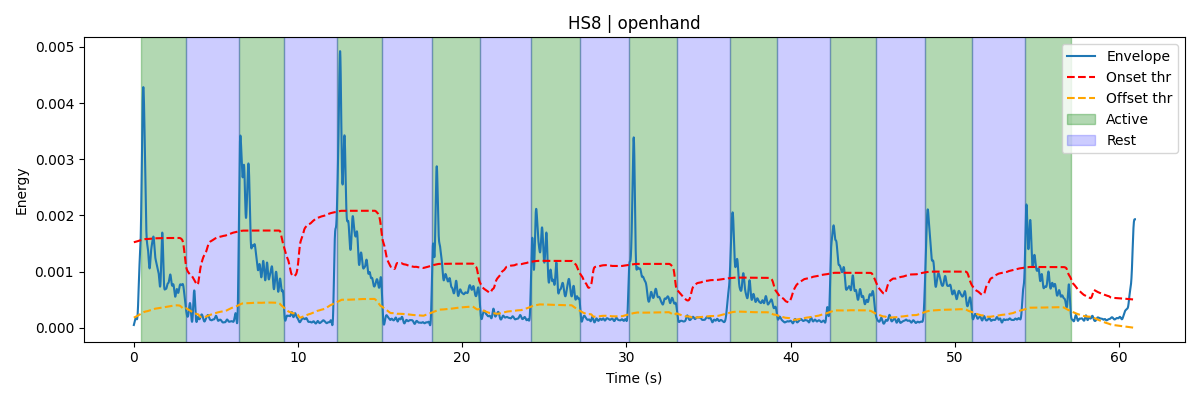 HS8 | openhand
Energy
0.005
0.004
0.003
0.002
0.001
0.000
0
10
20
30
40
50
60
Time (s)
Envelope
Onset thr
Offset thr
Active
Rest